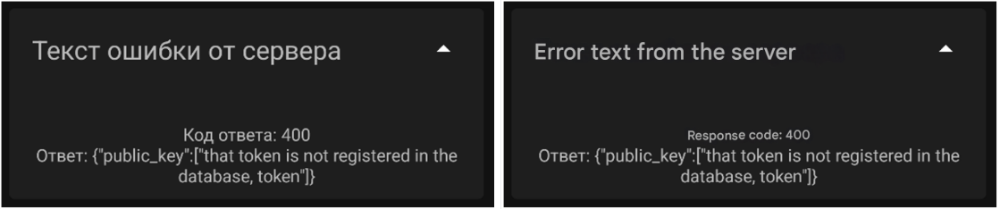 Текст ошибки от сервера
Код ответа: 400
Ответ: {"public_key":["that token is not registered in the
database, token"]}
Error text from the server
Response code: 400
Ответ: {"public_key":["that token is not registered in the
database, token"]}